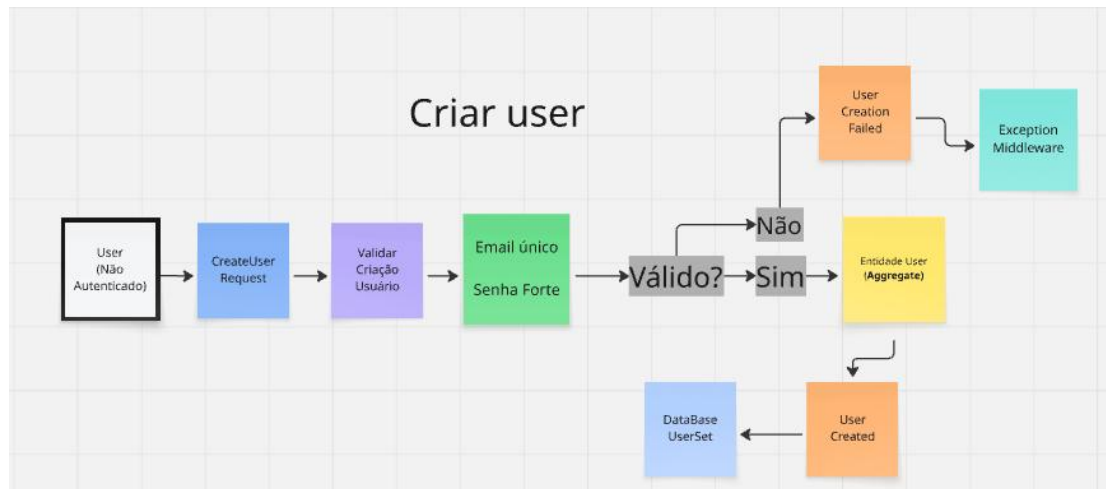 Criar user
User
Creation
Failed
Exception
Middleware
User
(Não
Autenticado)
CreateUser
Request
Validar
Criação
Usuário
Email único
Senha Forte
Válido?
Não
Sim
Entidade User
(Aggregate)
User
Created
DataBase
UserSet